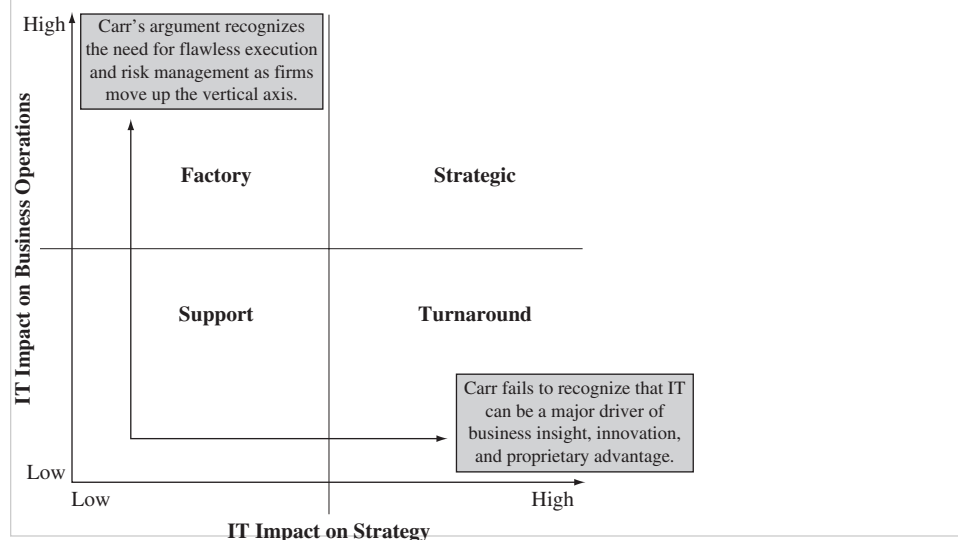 High
Carr's argument recognizes
the need for flawless execution
and risk management as firms
move up the vertical axis.
IT Impact on Business Operations
Factory
Strategic
Support
Turnaround
Carr fails to recognize that IT
can be a major driver of
business insight, innovation,
and proprietary advantage.
Low
Low
High
IT Impact on Strategy